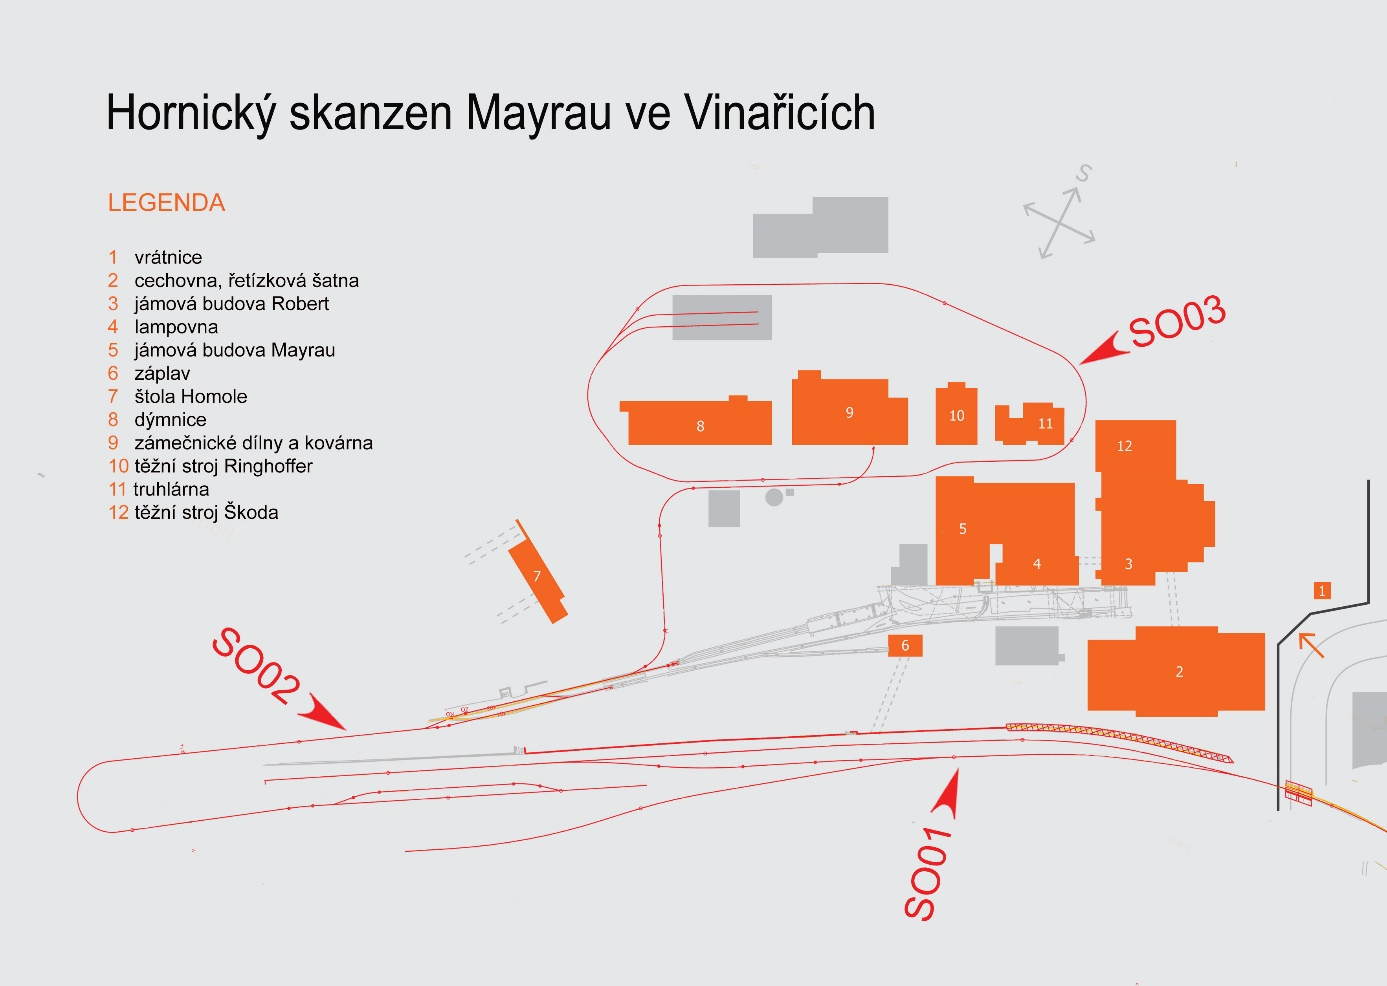 Hornický skanzen Mayrau ve Vinařicích
LEGENDA
1 vrátnice
2 cechovna, řetízková šatna
3 jámová budova Robert
4 lampovna
5 jámová budova Mayrau
6 záplav
7 štola Homole
8 dýmnice
9 zámečnické dílny a kovárna
10 těžní stroj Ringhoffer
11 truhlárna
12 těžní stroj Škoda
S
SO03
8
9
10
11
12
5
4
3
7
1
6
2
SO02
SO01